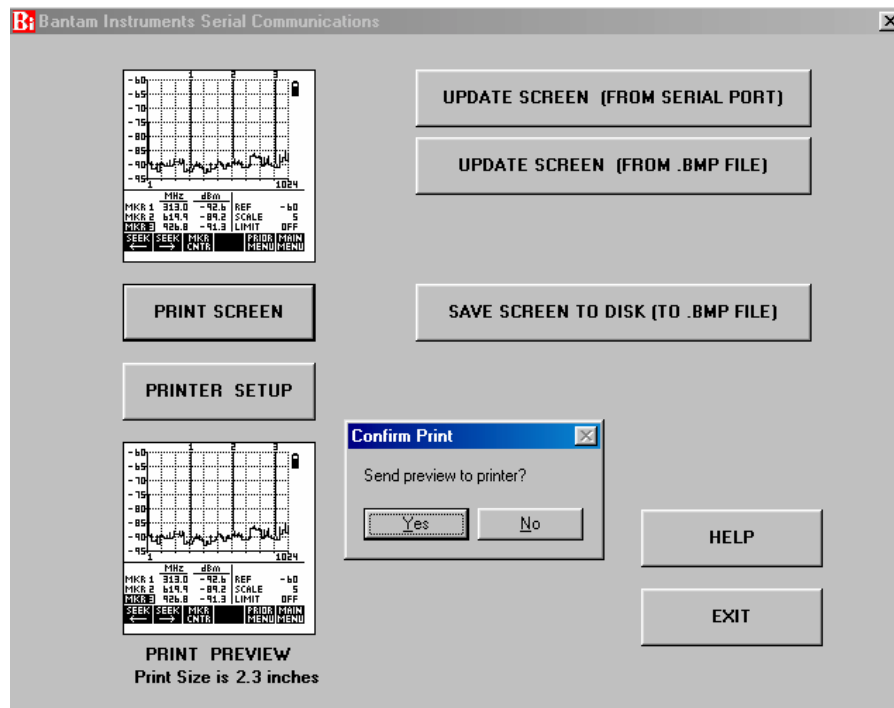 Bi Bantam Instruments Serial Communications
-60
-65
-70
-75
-80
-85
-90
-95
1 2 3
1 1024
MHz dBm
MKR 1 313.0 -92.6 REF -60
MKR 2 619.9 -89.2 SCALE 5
MKR 3 926.8 -91.3 LIMIT OFF
SEEK ← SEEK → MKR CNTR PRIOR MENU MAIN MENU
UPDATE SCREEN (FROM SERIAL PORT)
UPDATE SCREEN (FROM .BMP FILE)
PRINT SCREEN
SAVE SCREEN TO DISK (TO .BMP FILE)
PRINTER SETUP
Confirm Print
Send preview to printer?
Yes No
-60
-65
-70
-75
-80
-85
-90
-95
1 2 3
1 1024
MHz dBm
MKR 1 313.0 -92.6 REF -60
MKR 2 619.9 -89.2 SCALE 5
MKR 3 926.8 -91.3 LIMIT OFF
SEEK ← SEEK → MKR CNTR PRIOR MENU MAIN MENU
HELP
EXIT
PRINT PREVIEW
Print Size is 2.3 inches